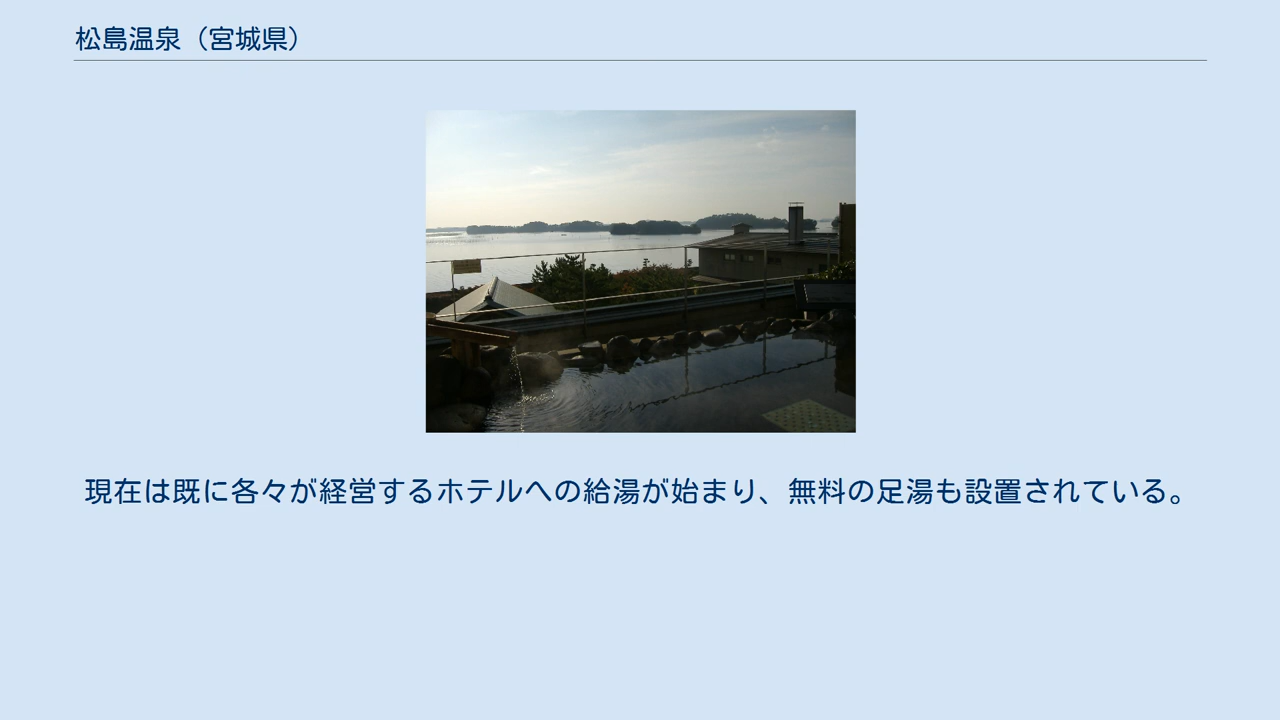 松島温泉（宮城県）
現在は既に各々が経営するホテルへの給湯が始まり、無料の足湯も設置されている。